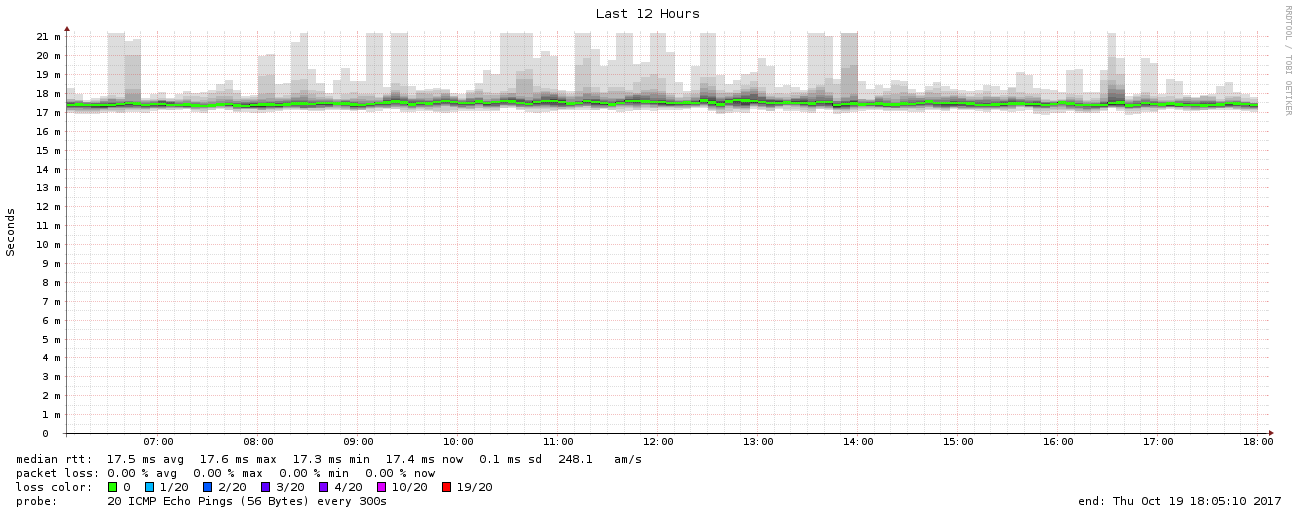 Last 12 Hours
RRDTOOL / TOBI OETIKER
Seconds
21 m
20 m
19 m
18 m
17 m
16 m
15 m
14 m
13 m
12 m
11 m
10 m
9 m
8 m
7 m
6 m
5 m
4 m
3 m
2 m
1 m
0
07:00 08:00 09:00 10:00 11:00 12:00 13:00 14:00 15:00 16:00 17:00 18:00
median rtt: 17.5 ms avg 17.6 ms max 17.3 ms min 17.4 ms now 0.1 ms sd 248.1 am/s
packet loss: 0.00 % avg 0.00 % max 0.00 % min 0.00 % now
loss color: 0 1/20 2/20 3/20 4/20 10/20 19/20
probe: 20 ICMP Echo Pings (56 Bytes) every 300s end: Thu Oct 19 18:05:10 2017